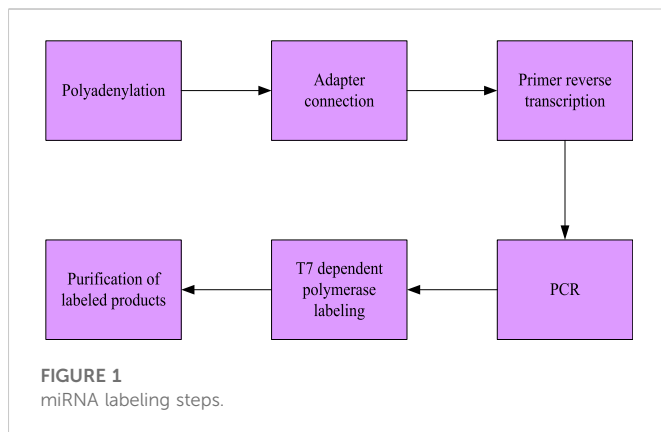 Polyadenylation
Adapter
connection
Primer reverse
transcription
Purification of
labeled products
T7 dependent
polymerase
labeling
PCR
FIGURE 1
miRNA labeling steps.